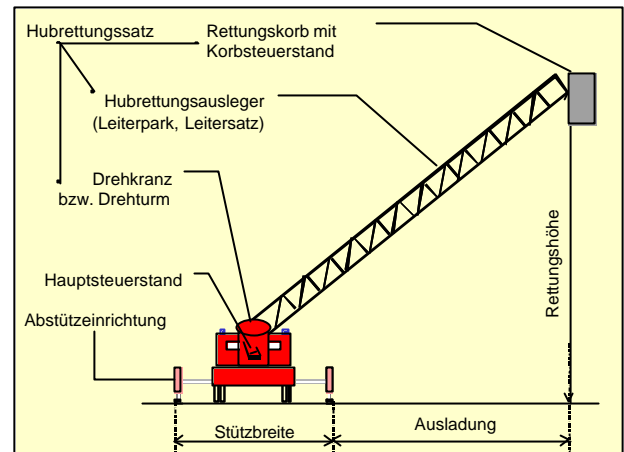 Hubrettungssatz
Rettungskorb mit
Korbsteuerstand
Hubrettungsausleger
(Leiterpark, Leitersatz)
Drehkranz
bzw. Drehturm
Rettungshöhe
Hauptsteuerstand
Abstützeinrichtung
Stützbreite
Ausladung